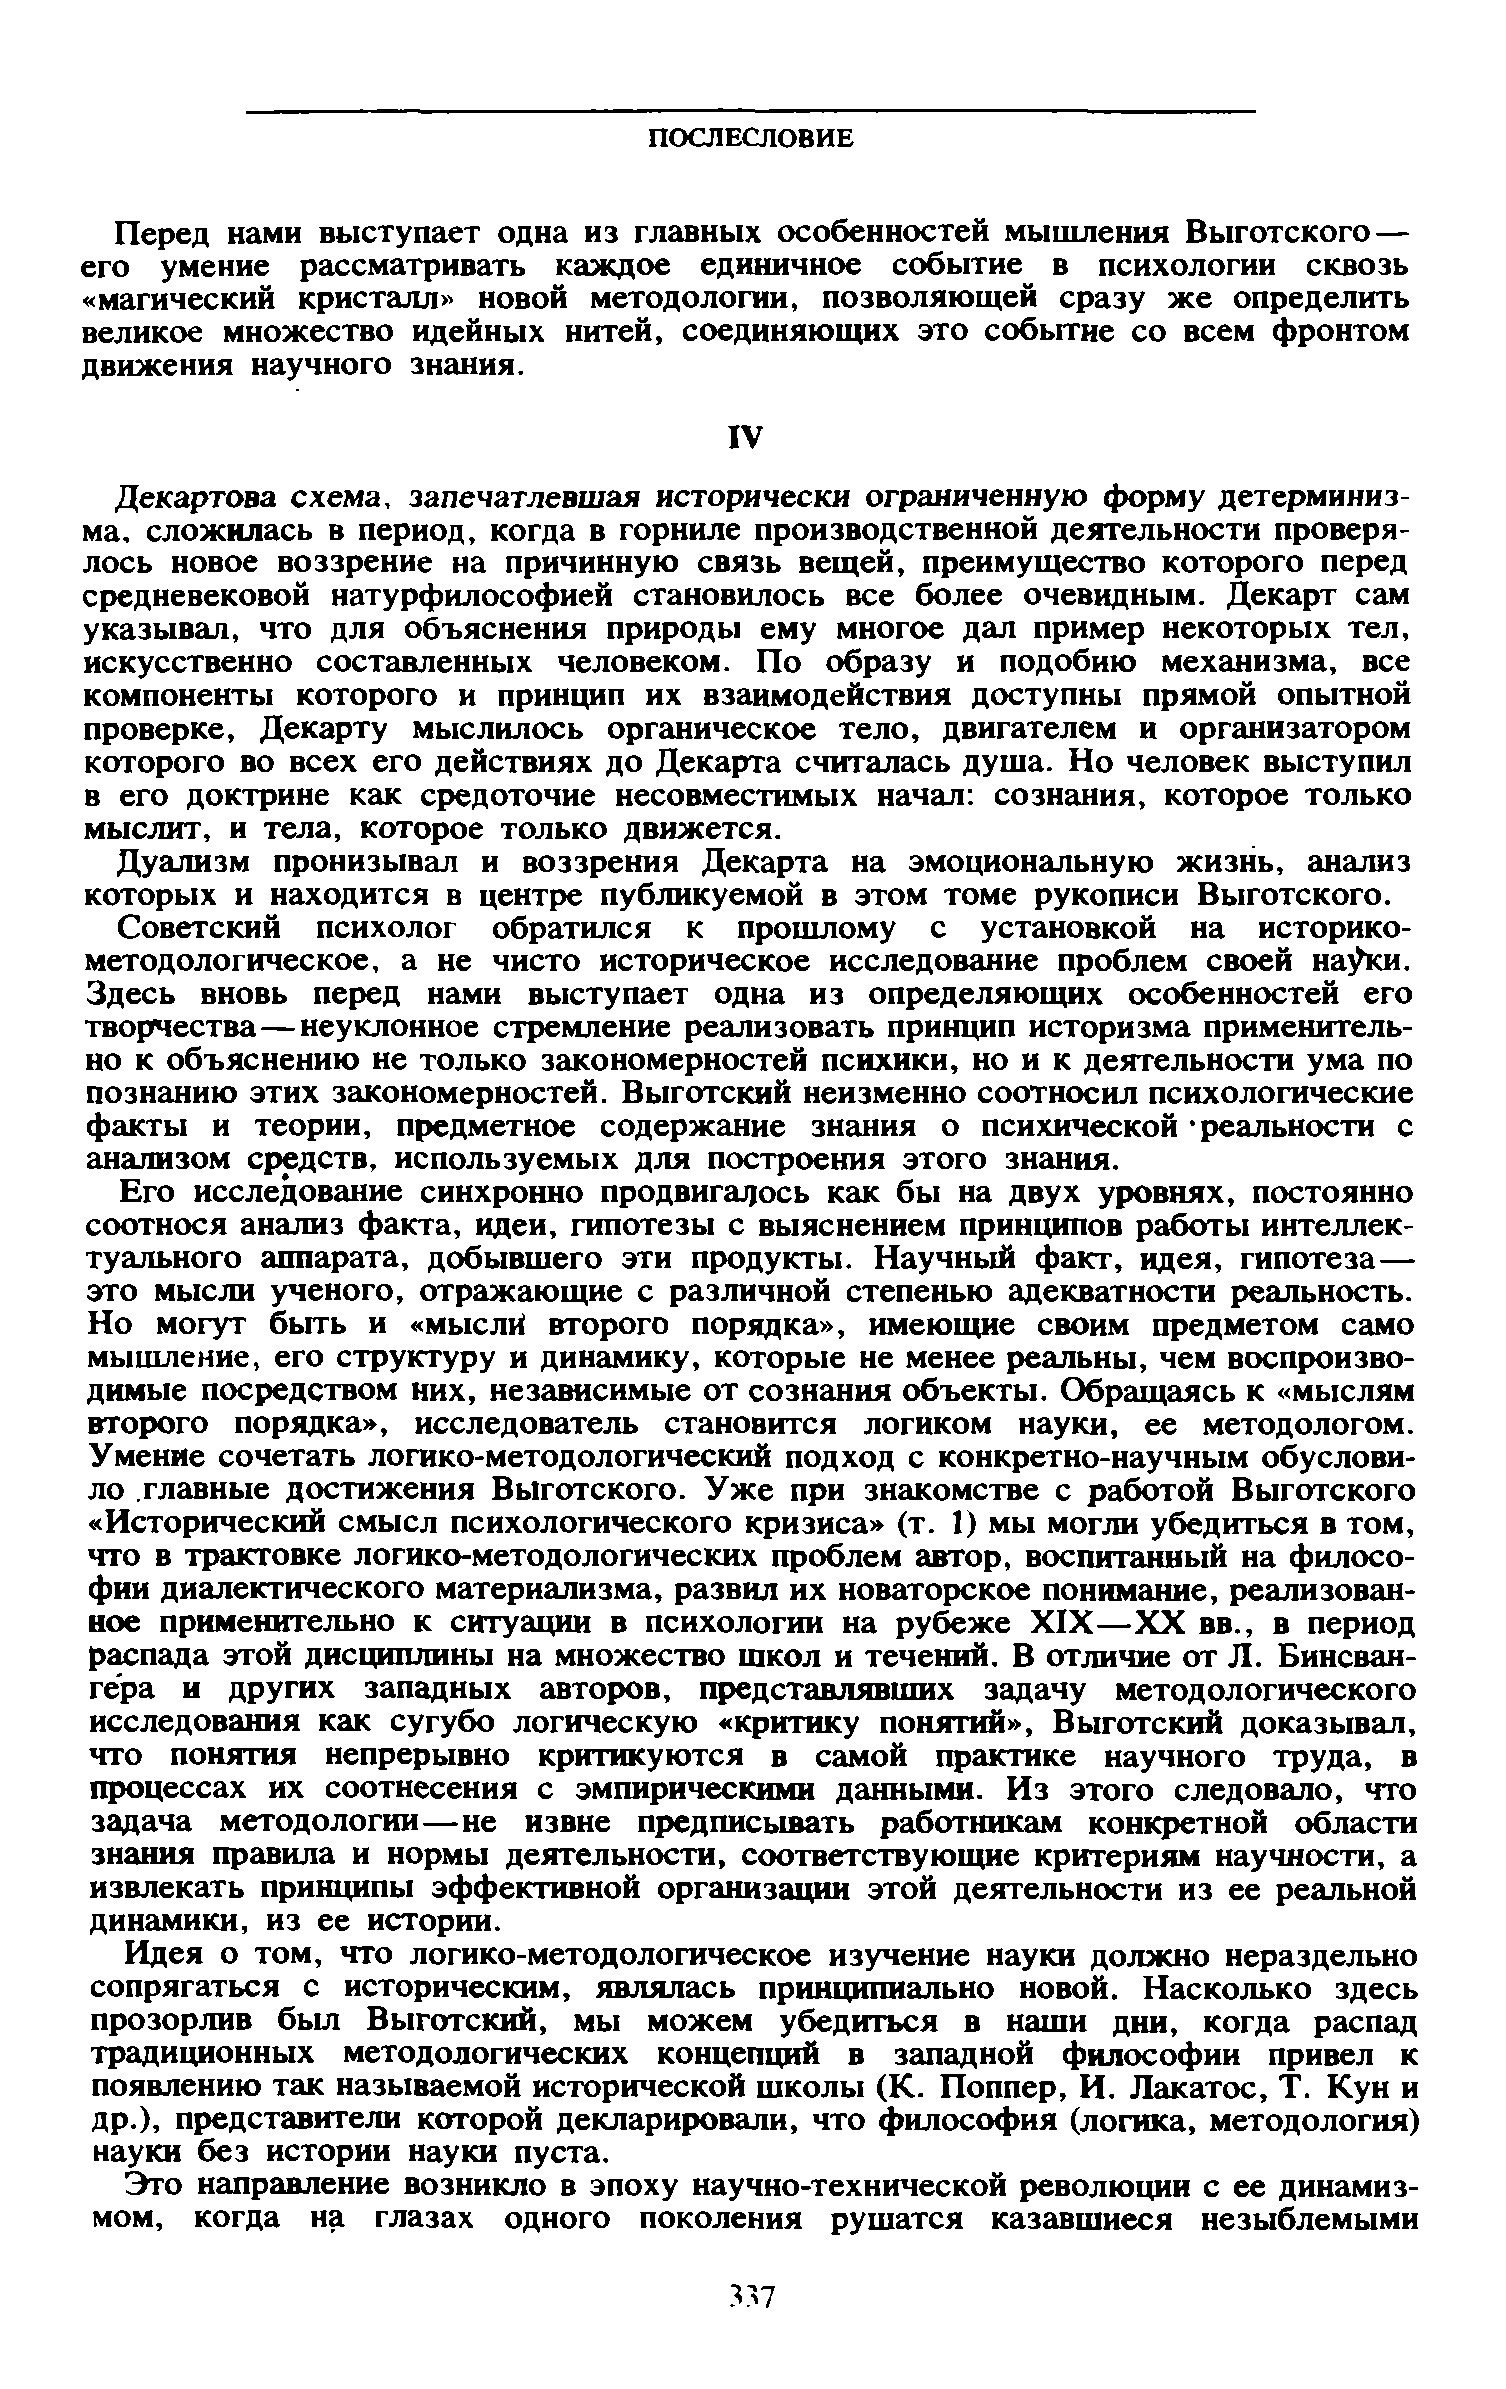 ПОСЛЕСЛОВИЕ
Перед нами выступает одна из главных особенностей мышления Выготского—
его умение рассматривать каждое единичное событие в психологии сквозь
«магический кристалл» новой методологии, позволяющей сразу же определить
великое множество идейных нитей, соединяющих это событие со всем фронтом
движения научного знания.
IV
Декартова схема, запечатлевшая исторически ограниченную форму детерминиз-
ма, сложилась в период, когда в горниле производственной деятельности проверя-
лось новое воззрение на причинную связь вещей, преимущество которого перед
средневековой натурфилософией становилось все более очевидным. Декарт сам
указывал, что для объяснения природы ему многое дал пример некоторых тел,
искусственно составленных человеком. По образу и подобию механизма, все
компоненты которого и принцип их взаимодействия доступны прямой опытной
проверке, Декарту мыслилось органическое тело, двигателем и организатором
которого во всех его действиях до Декарта считалась душа. Но человек выступил
в его доктрине как средоточие несовместимых начал: сознания, которое только
мыслит, и тела, которое только движется.
Дуализм пронизывал и воззрения Декарта на эмоциональную жизнь, анализ
которых и находится в центре публикуемой в этом томе рукописи Выготского.
Советский психолог обратился к прошлому с установкой на историко-
методологическое, а не чисто историческое исследование проблем своей науки.
Здесь вновь перед нами выступает одна из определяющих особенностей его
творчества—неуклонное стремление реализовать принцип историзма применитель-
но к объяснению не только закономерностей психики, но и к деятельности ума по
познанию этих закономерностей. Выготский неизменно соотносил психологические
факты и теории, предметное содержание знания о психической реальности с
анализом средств, используемых для построения этого знания.
Его исследование синхронно продвигалось как бы на двух уровнях, постоянно
соотнося анализ факта, идеи, гипотезы с выяснением принципов работы интеллек-
туального аппарата, добывшего эти продукты. Научный факт, идея, гипотеза—
это мысли ученого, отражающие с различной степенью адекватности реальность.
Но могут быть и «мысли второго порядка», имеющие своим предметом само
мышление, его структуру и динамику, которые не менее реальны, чем воспроизво-
димые посредством них, независимые от сознания объекты. Обращаясь к «мыслям
второго порядка», исследователь становится логиком науки, ее методологом.
Умение сочетать логико-методологический подход с конкретно-научным обуслови-
ло главные достижения Выготского. Уже при знакомстве с работой Выготского
«Исторический смысл психологического кризиса» (т. 1) мы могли убедиться в том,
что в трактовке логико-методологических проблем автор, воспитанный на филосо-
фии диалектического материализма, развил их новаторское понимание, реализован-
ное применительно к ситуации в психологии на рубеже XIX—XX вв., в период
распада этой дисциплины на множество школ и течений. В отличие от Л. Бинсван-
гера и других западных авторов, представлявших задачу методологического
исследования как сугубо логическую «критику понятий», Выготский доказывал,
что понятия непрерывно критикуются в самой практике научного труда, в
процессах их соотнесения с эмпирическими данными. Из этого следовало, что
задача методологии—не извне предписывать работникам конкретной области
знания правила и нормы деятельности, соответствующие критериям научности, а
извлекать принципы эффективной организации этой деятельности из ее реальной
динамики, из ее истории.
Идея о том, что логико-методологическое изучение науки должно нераздельно
сопрягаться с историческим, являлась принципиально новой. Насколько здесь
прозорлив был Выготский, мы можем убедиться в наши дни, когда распад
традиционных методологических концепций в западной философии привел к
появлению так называемой исторической школы (К. Поппер, И. Лакатос, Т. Кун и
др.), представители которой декларировали, что философия (логика, методология)
науки без истории науки пуста.
Это направление возникло в эпоху научно-технической революции с ее динамиз-
мом, когда на глазах одного поколения рушатся казавшиеся незыблемыми
337